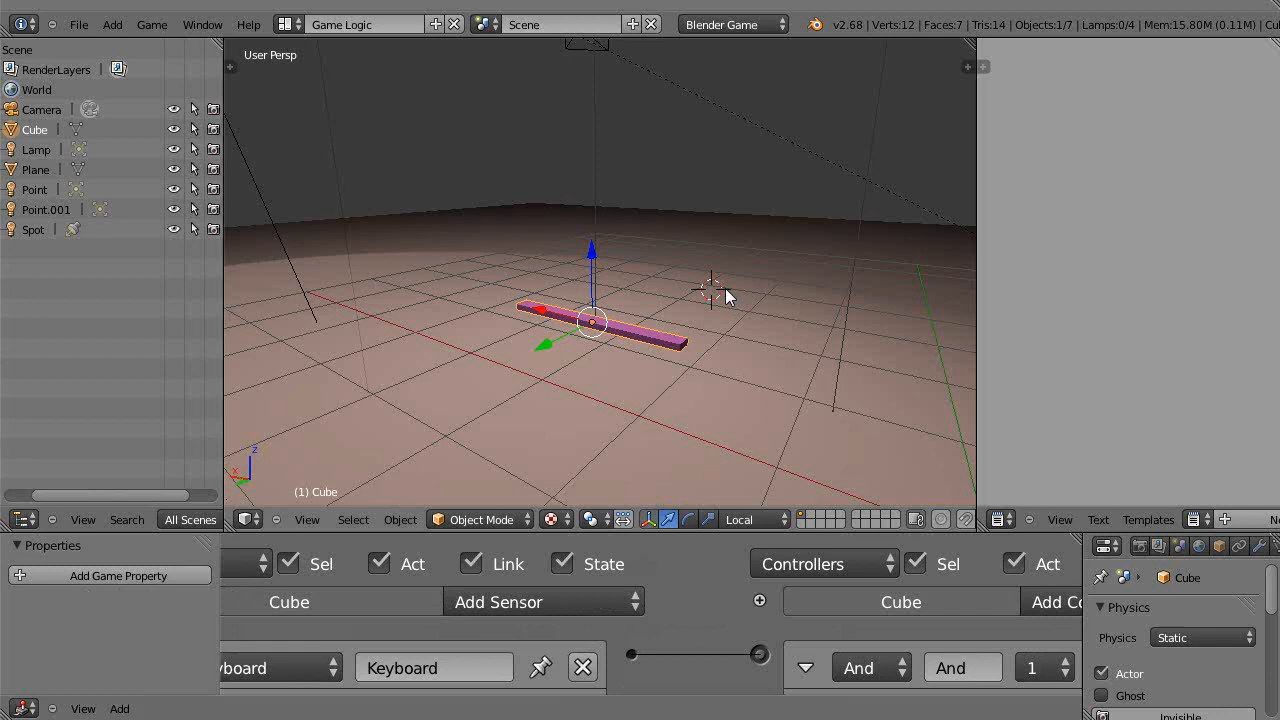 File Add Game Window Help Game Logic Scene Blender Game v2.68 | Verts:12 | Faces:7 | Tris:14 | Objects:1/7 | Lamps:0/4 | Mem:15.80M (0.11M) |
Scene
RenderLayers
World
Camera
Cube
Lamp
Plane
Point
Point.001
Spot
User Persp
z
x
(1) Cube
View Search All Scenes
View Select Object Object Mode Local
View Text Templates
Properties
Add Game Property
Sel Act Link State
Controllers Sel Act
Cube Add Sensor
Cube Add Co
yboard Keyboard
And And 1
Cube
Physics
Physics Static
Actor
Ghost
Invisible
View Add